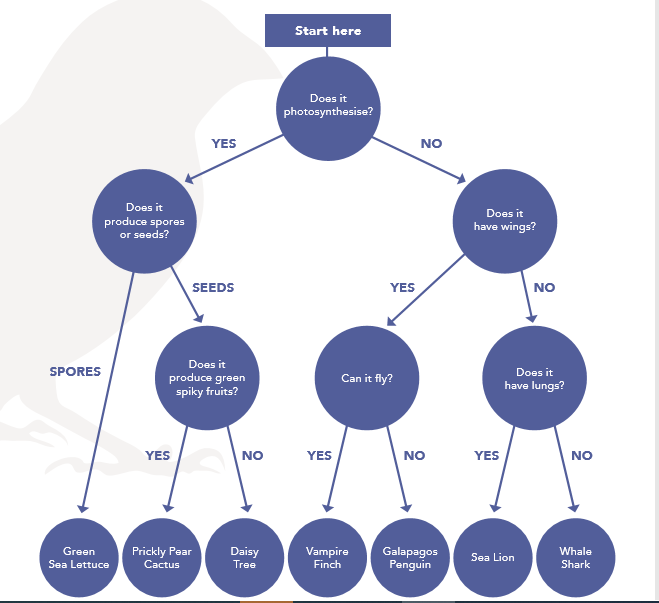 Start here
Does it
photosynthesise?
YES
NO
Does it
produce spores
or seeds?
Does it
have wings?
SEEDS
YES
NO
SPORES
Does it
produce green
spiky fruits?
Can it fly?
Does it
have lungs?
YES
NO
YES
NO
YES
NO
Green
Sea Lettuce
Prickly Pear
Cactus
Daisy
Tree
Vampire
Finch
Galapagos
Penguin
Sea Lion
Whale
Shark